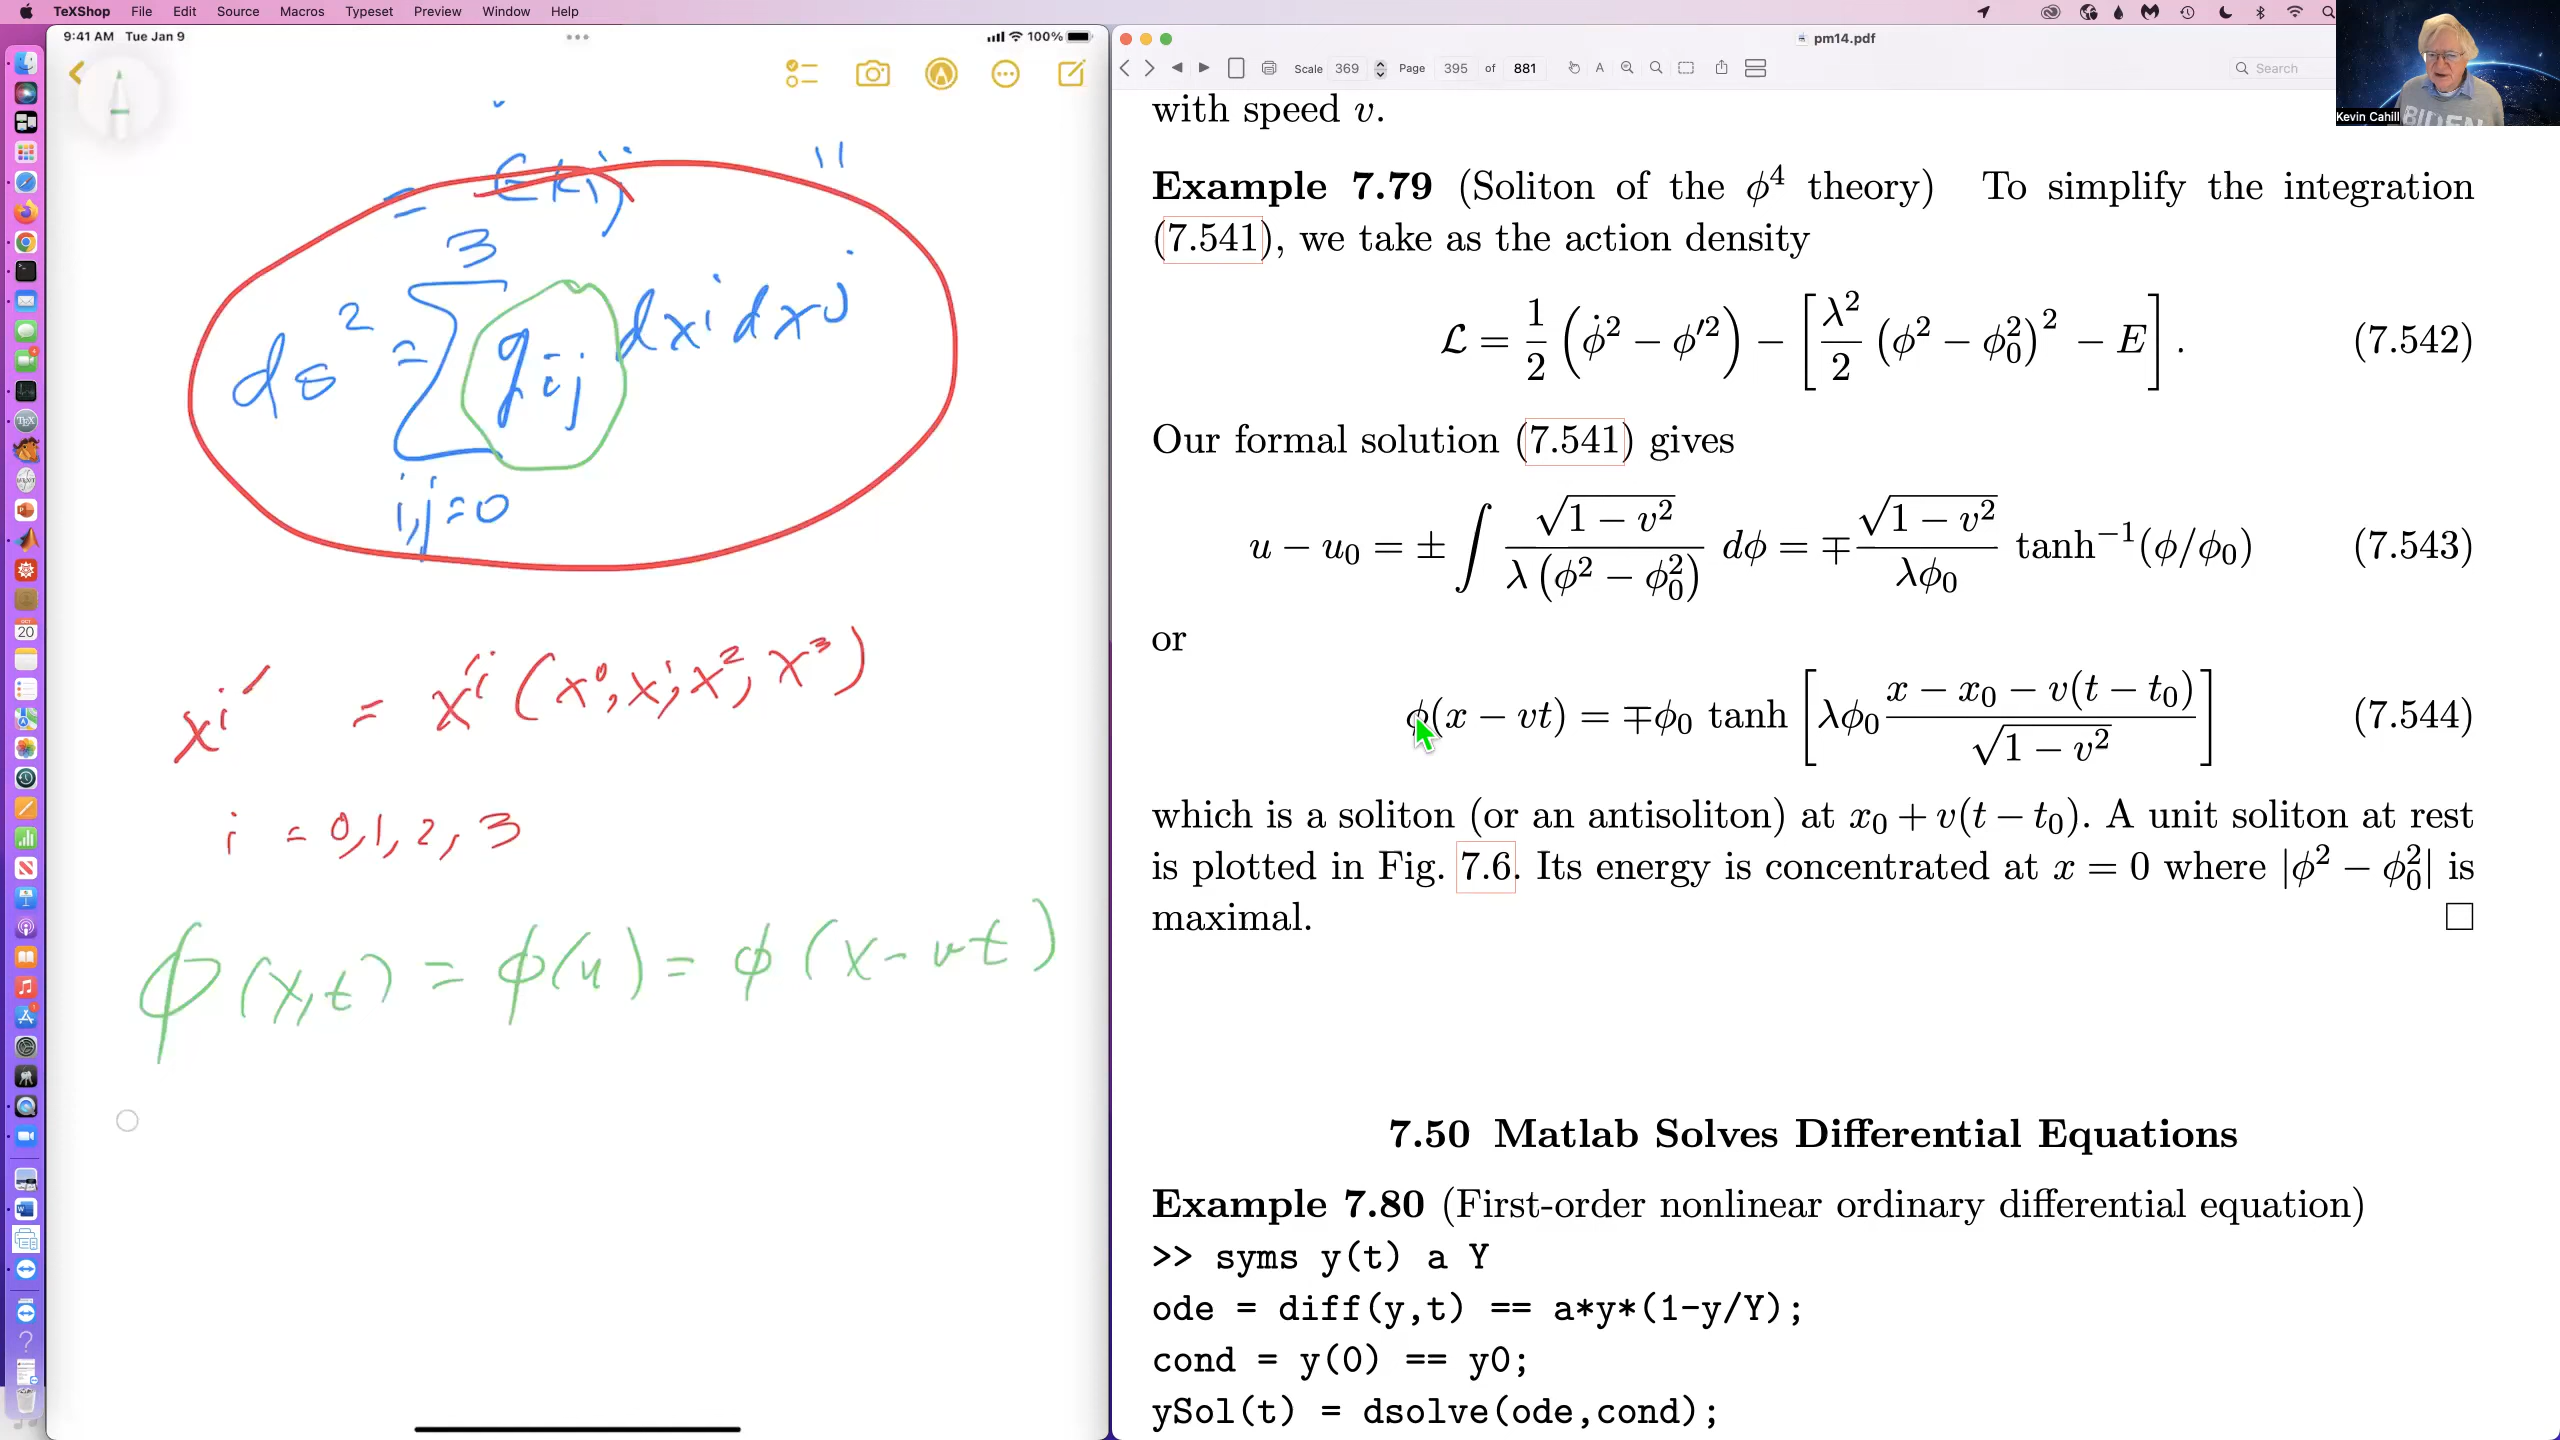 TeXShop File Edit Source Macros Typeset Preview Window Help
9:41 AM Tue Jan 9
100%
= Σkij
ds² = Σ gij dxi dxj
3
i,j=0
xi′ = x′i (x0, x1, x2, x3)
i = 0,1,2,3
ϕ(x,t) = ϕ(u) = ϕ(x-vt)
pm14.pdf
Scale 369 Page 395 of 881
Search
Kevin Cahill
BIDEN
with speed v.
Example 7.79 (Soliton of the ϕ⁴ theory) To simplify the integration
(7.541), we take as the action density
ℒ = 1/2 (ϕ̇² − ϕ′²) − [λ²/2 (ϕ² − ϕ₀²)² − E]. (7.542)
Our formal solution (7.541) gives
u − u₀ = ± ∫ √(1 − v²) / λ(ϕ² − ϕ₀²) dϕ = ∓ √(1 − v²) / λϕ₀ tanh⁻¹(ϕ/ϕ₀) (7.543)
or
ϕ(x − vt) = ∓ϕ₀ tanh [λϕ₀ x − x₀ − v(t − t₀) / √(1 − v²)] (7.544)
which is a soliton (or an antisoliton) at x₀ + v(t − t₀). A unit soliton at rest
is plotted in Fig. 7.6. Its energy is concentrated at x = 0 where |ϕ² − ϕ₀²| is
maximal. □
7.50 Matlab Solves Differential Equations
Example 7.80 (First-order nonlinear ordinary differential equation)
>> syms y(t) a Y
ode = diff(y,t) == a*y*(1-y/Y);
cond = y(0) == y0;
ySol(t) = dsolve(ode,cond);